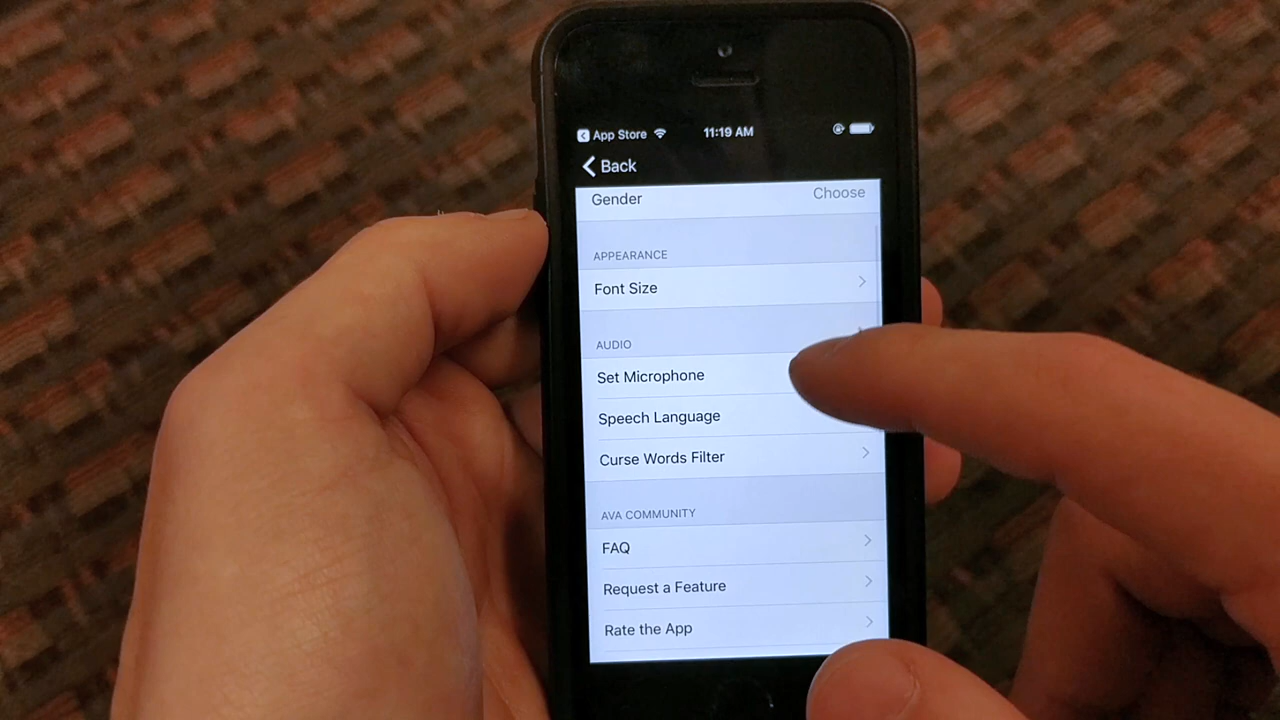 App Store 11:19 AM
Back
Gender Choose
APPEARANCE
Font Size
AUDIO
Set Microphone
Speech Language
Curse Words Filter
AVA COMMUNITY
FAQ
Request a Feature
Rate the App